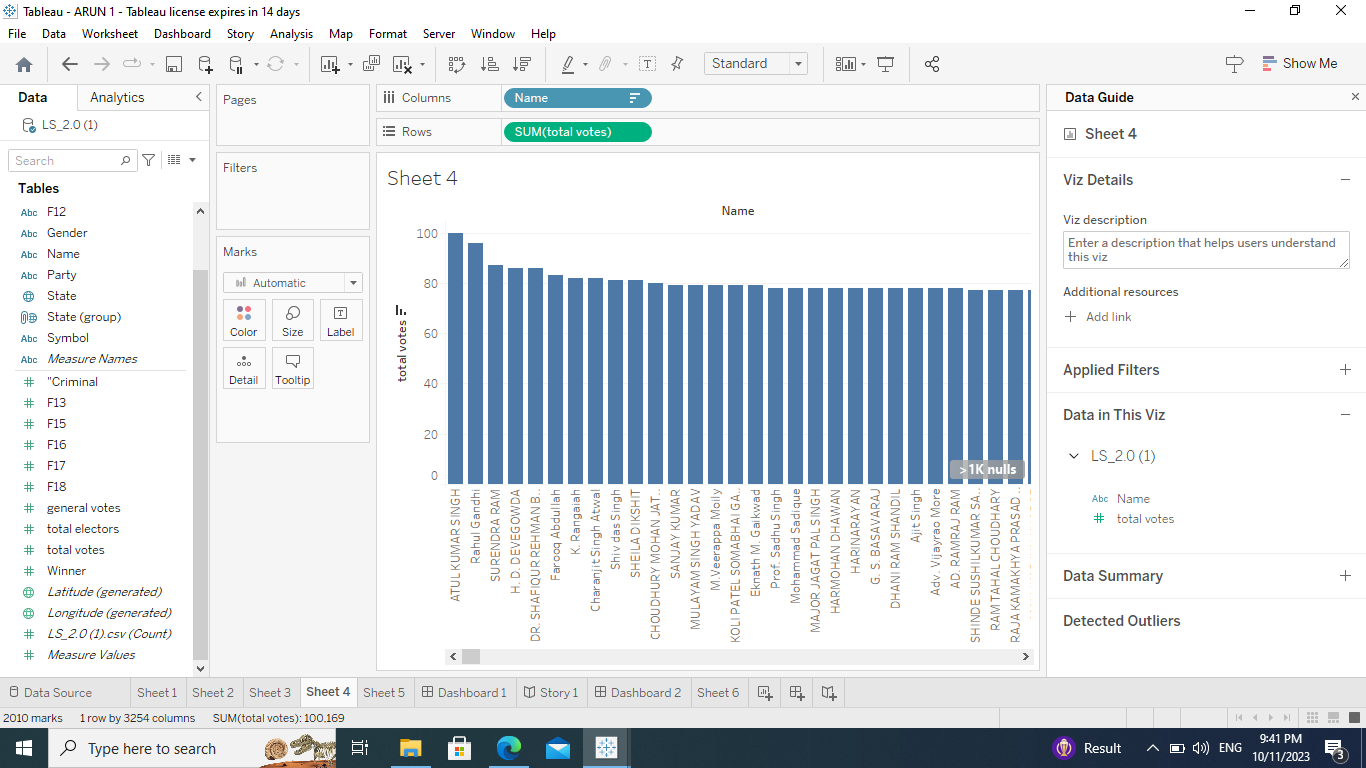 Tableau - ARUN 1 - Tableau license expires in 14 days
File Data Worksheet Dashboard Story Analysis Map Format Server Window Help
Standard
Show Me
Data Analytics
LS_2.0 (1)
Search
Tables
Abc F12
Abc Gender
Abc Name
Abc Party
State
State (group)
Abc Symbol
Abc Measure Names
"Criminal
F13
F15
F16
F17
F18
general votes
total electors
total votes
Winner
Latitude (generated)
Longitude (generated)
LS_2.0 (1).csv (Count)
Measure Values
Pages
Filters
Marks
Automatic
Color Size Label
Detail Tooltip
Columns Name
Rows SUM(total votes)
Sheet 4
Name
total votes
100
80
60
40
20
0
>1K nulls
ATUL KUMAR SINGH
Rahul Gandhi
SURENDRA RAM
H. D. DEVEGOWDA
DR. SHAFIQUR REHMAN B..
Farooq Abdullah
K. Rangaiah
Charanjit Singh Atwal
Shiv das Singh
SHEILA DIKSHIT
CHOUDHURY MOHAN JAT..
SANJAY KUMAR
MULAYAM SINGH YADAV
M.Veerappa Moily
KOLI PATEL SOMABHAI GA..
Eknath M. Gaikwad
Prof. Sadhu Singh
Mohammad Sadique
MAJOR JAGAT PAL SINGH
HARMOHAN DHAWAN
HARINARAYAN
G. S. BASAVARAJ
DHANI RAM SHANDIL
Ajit Singh
Adv. Vijayrao More
AD. RAMRAJ RAM
SHINDE SUSHILKUMAR SA..
RAM TAHAL CHOUDHARY
RAJA KAMAKHYA PRASAD ..
Data Guide
Sheet 4
Viz Details
Viz description
Enter a description that helps users understand
this viz
Additional resources
Add link
Applied Filters
Data in This Viz
LS_2.0 (1)
Abc Name
total votes
Data Summary
Detected Outliers
Data Source Sheet 1 Sheet 2 Sheet 3 Sheet 4 Sheet 5 Dashboard 1 Story 1 Dashboard 2 Sheet 6
2010 marks 1 row by 3254 columns SUM(total votes): 100,169
Type here to search
Result
ENG
9:41 PM
10/11/2023
3